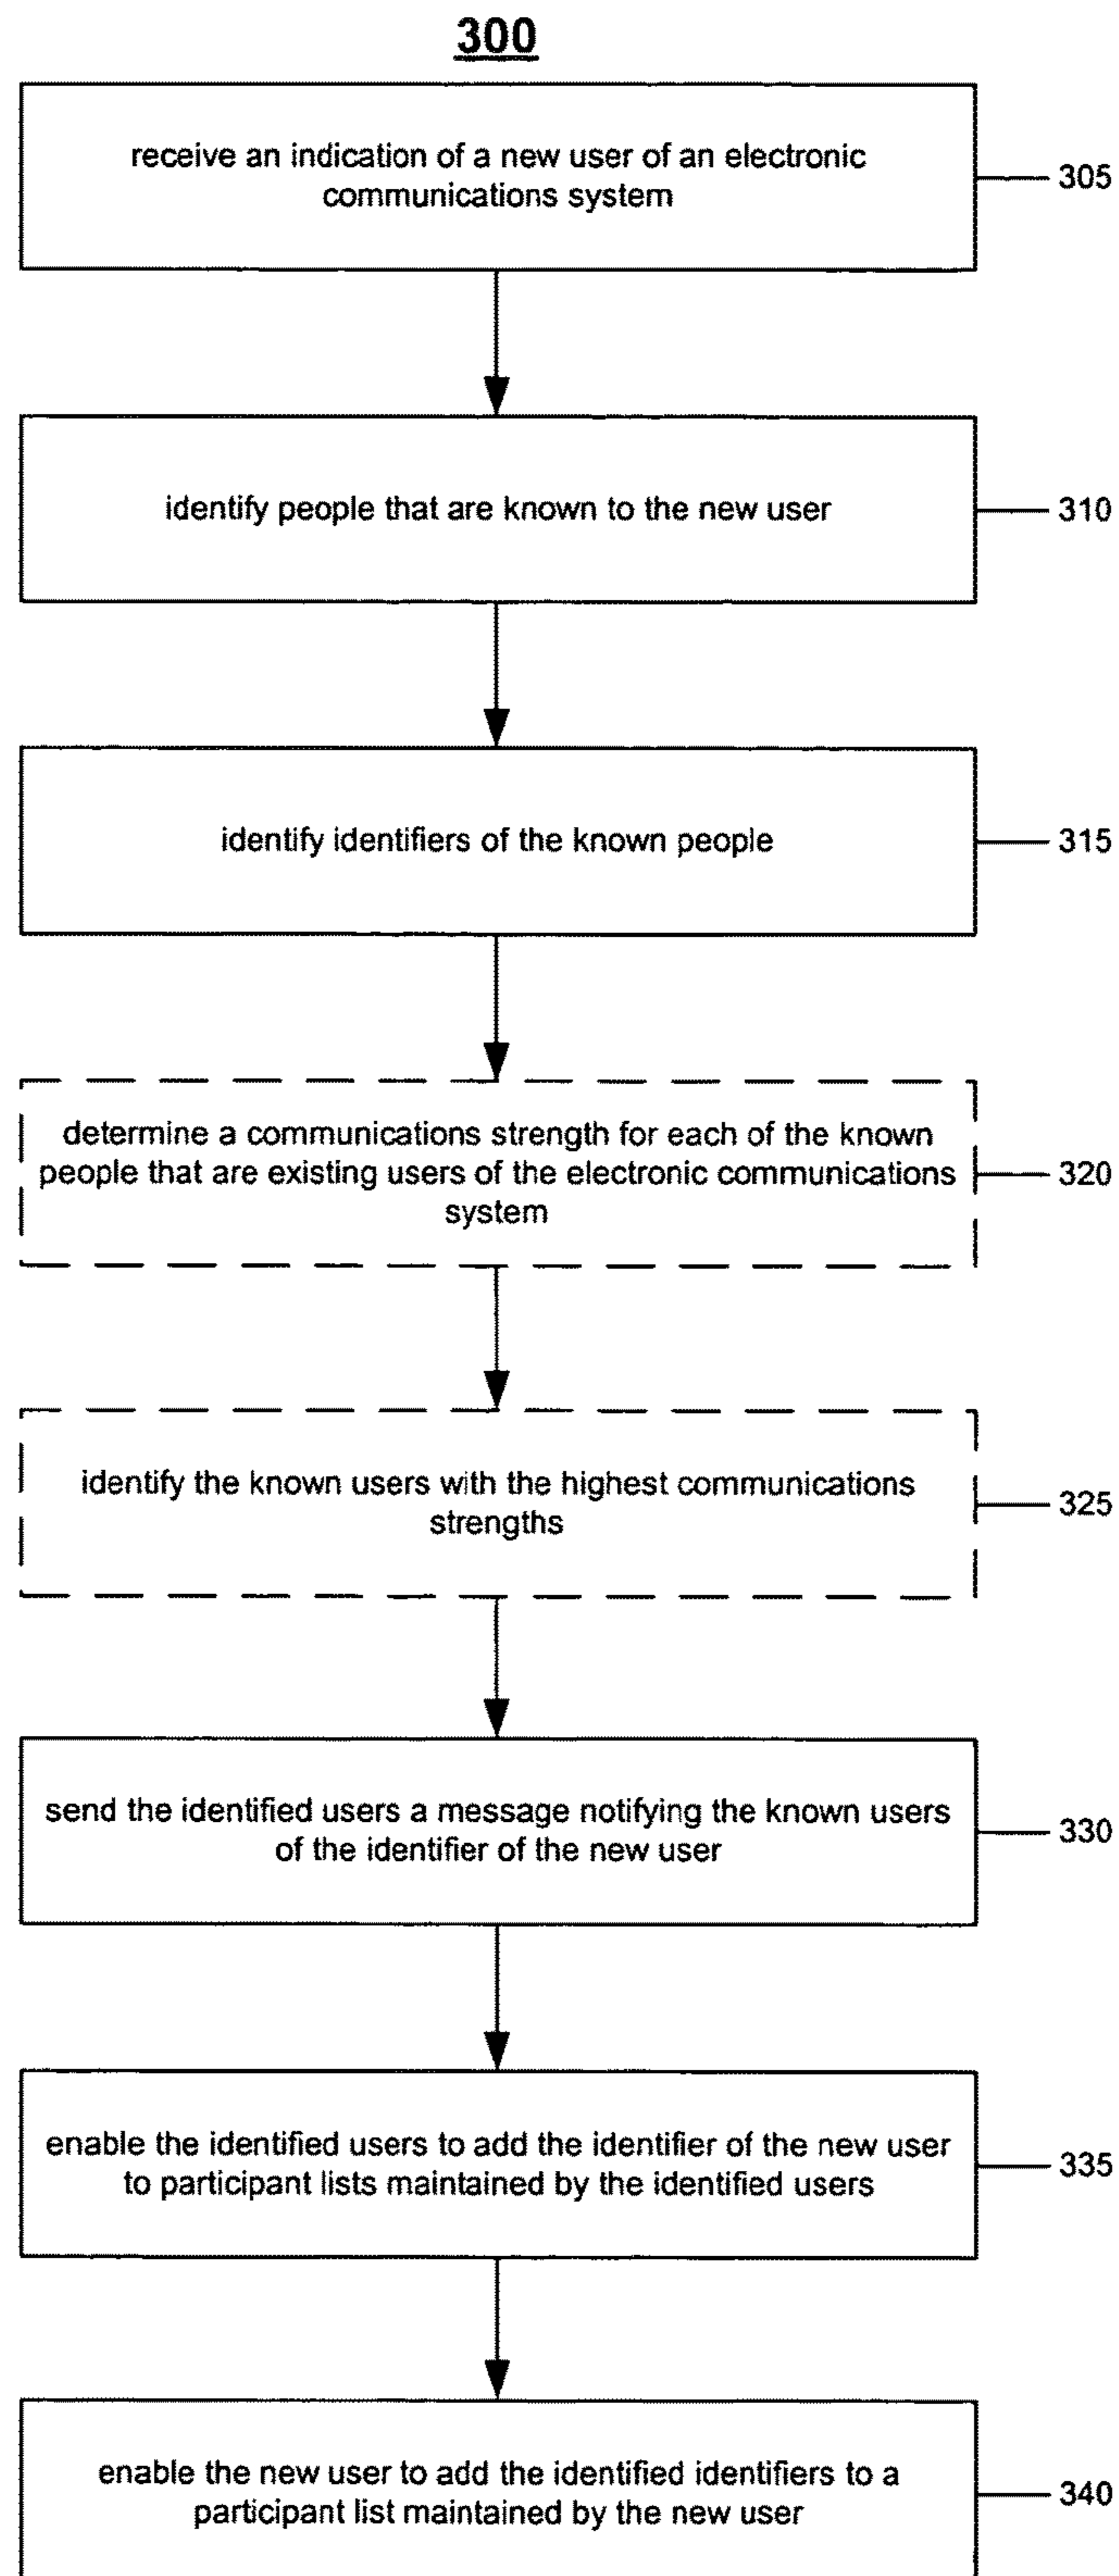 300
receive an indication of a new user of an electronic
communications system
305
identify people that are known to the new user
310
identify identifiers of the known people
315
determine a communications strength for each of the known
people that are existing users of the electronic communications
system
320
identify the known users with the highest communications
strengths
325
send the identified users a message notifying the known users
of the identifier of the new user
330
enable the identified users to add the identifier of the new user
to participant lists maintained by the identified users
335
enable the new user to add the identified identifiers to a
participant list maintained by the new user
340